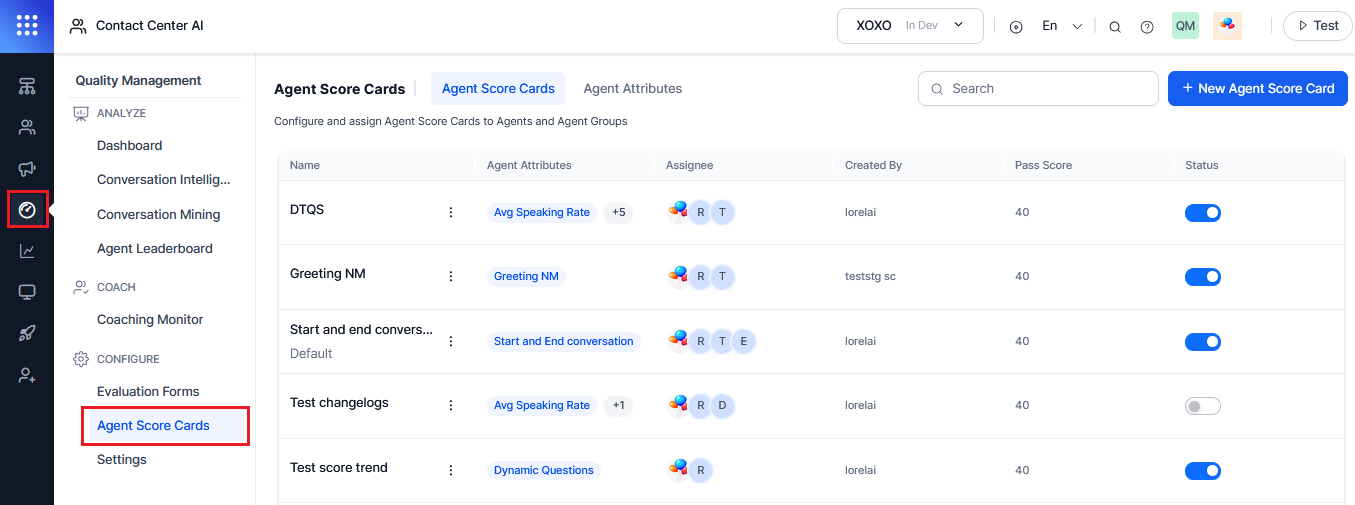 Contact Center AI
XOXO In Dev
En
QM
Test
Quality Management
ANALYZE
Dashboard
Conversation Intellig...
Conversation Mining
Agent Leaderboard
COACH
Coaching Monitor
CONFIGURE
Evaluation Forms
Agent Score Cards
Settings
Agent Score Cards Agent Score Cards Agent Attributes
Search
+ New Agent Score Card
Configure and assign Agent Score Cards to Agents and Agent Groups
Name Agent Attributes Assignee Created By Pass Score Status
DTQS Avg Speaking Rate +5 R T lorelai 40
Greeting NM Greeting NM R T teststg sc 40
Start and end convers... Start and End conversation R T E lorelai 40
Default
Test changelogs Avg Speaking Rate +1 R D lorelai 40
Test score trend Dynamic Questions R lorelai 40